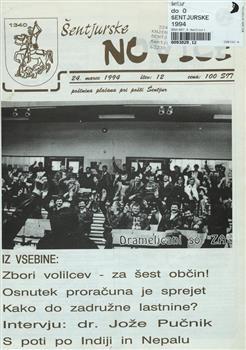 1340
Šentjurske
NOVICE
do 0
ŠENTJURSKE
1994
24. marec 1994 štev: 12 cena: 100 SIT
poštnina plačana pri pošti Šentjur
Drameljčani so "ZA"
IZ VSEBINE:
Zbori volilcev - za šest občin!
Osnutek proračuna je sprejet
Kako do zadružne lastnine?
Intervju: dr. Jože Pučnik
S poti po Indiji in Nepalu